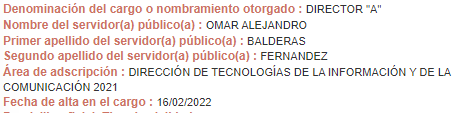 Denominación del cargo o nombramiento otorgado : DIRECTOR "A"
Nombre del servidor(a) público(a) : OMAR ALEJANDRO
Primer apellido del servidor(a) público(a) : BALDERAS
Segundo apellido del servidor(a) público(a) : FERNANDEZ
Área de adscripción : DIRECCIÓN DE TECNOLOGÍAS DE LA INFORMACIÓN Y DE LA
COMUNICACIÓN 2021
Fecha de alta en el cargo : 16/02/2022